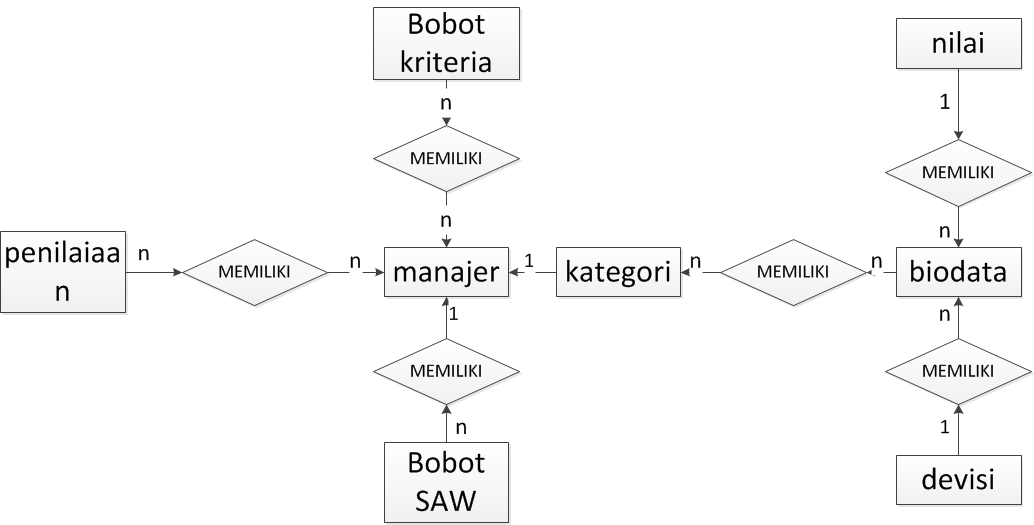 Bobot
kriteria
nilai
n
1
MEMILIKI
MEMILIKI
n
n
penilaiaa
n
n
MEMILIKI
n
manajer
1
kategori
n
MEMILIKI
n
biodata
1
n
MEMILIKI
MEMILIKI
n
1
Bobot
SAW
devisi